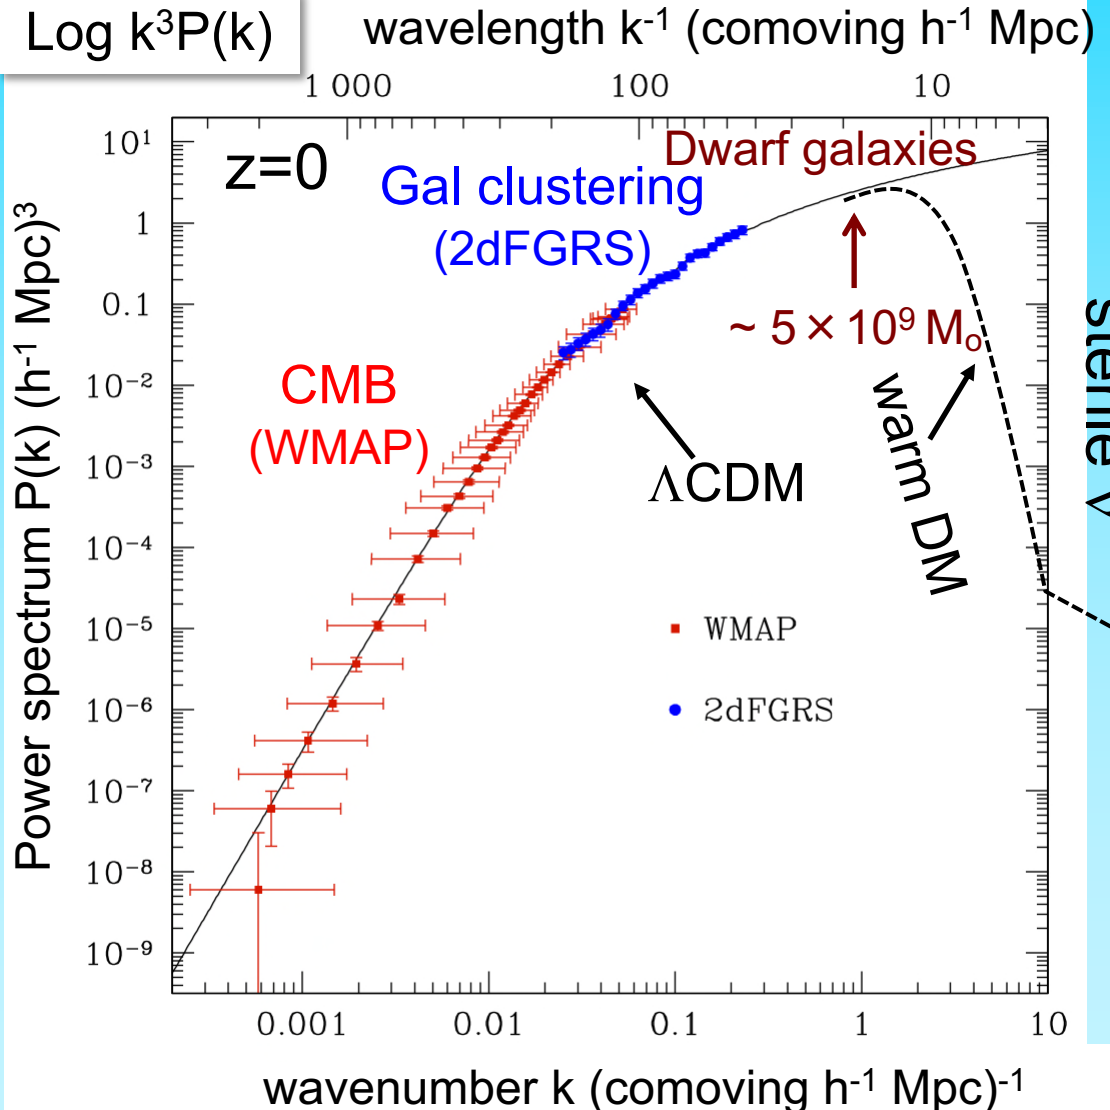 Log k³P(k)
wavelength k⁻¹ (comoving h⁻¹ Mpc)
1 000
100
10
10¹
1
0.1
10⁻²
10⁻³
10⁻⁴
10⁻⁵
10⁻⁶
10⁻⁷
10⁻⁸
10⁻⁹
Power spectrum P(k) (h⁻¹ Mpc)³
z=0
Dwarf galaxies
Gal clustering
(2dFGRS)
~ 5×10⁹ Mₒ
CMB
(WMAP)
ΛCDM
warm DM
sterile ν
WMAP
2dFGRS
0.001
0.01
0.1
1
10
wavenumber k (comoving h⁻¹ Mpc)⁻¹